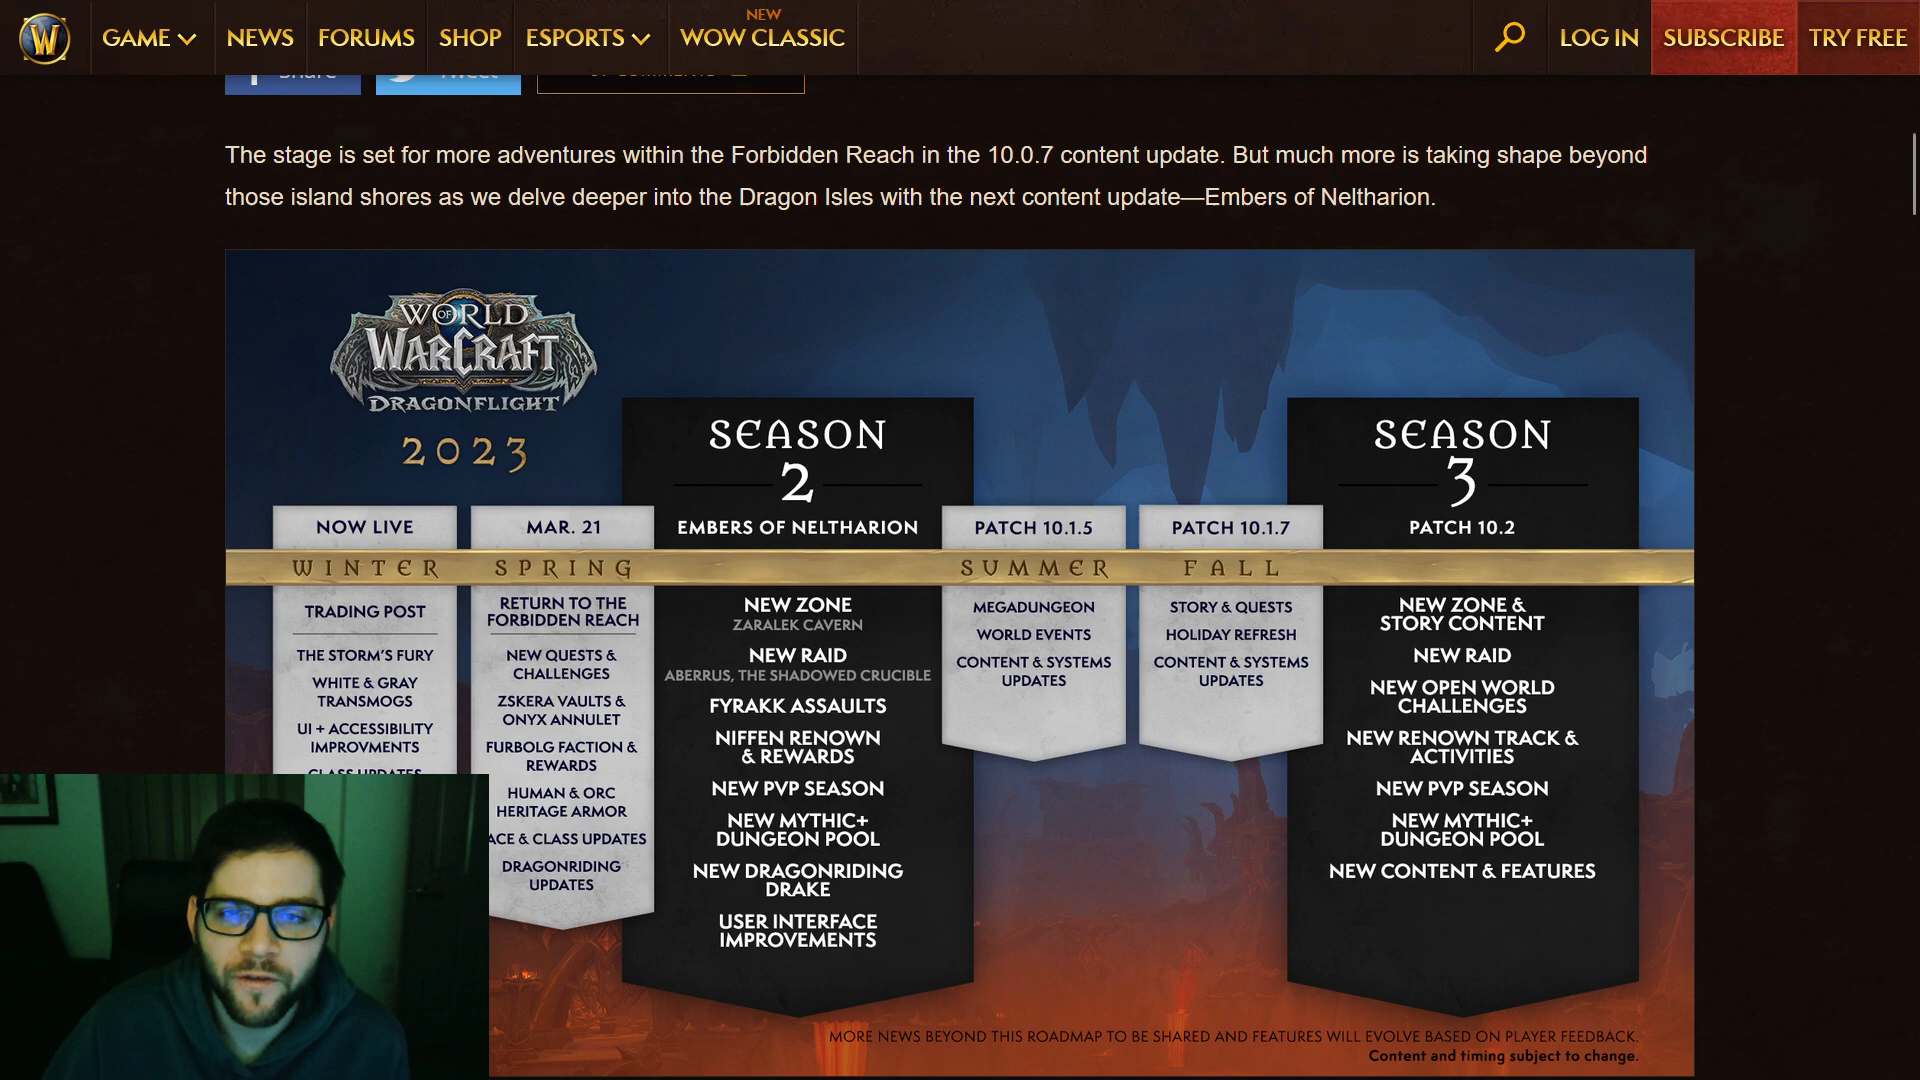 GAME
NEWS
FORUMS
SHOP
ESPORTS
NEW
WOW CLASSIC
LOG IN
SUBSCRIBE
TRY FREE
The stage is set for more adventures within the Forbidden Reach in the 10.0.7 content update. But much more is taking shape beyond
those island shores as we delve deeper into the Dragon Isles with the next content update—Embers of Neltharion.
WORLD
OF
WARCRAFT
DRAGONFLIGHT
2023
NOW LIVE
WINTER
TRADING POST
THE STORM'S FURY
WHITE & GRAY
TRANSMOGS
UI + ACCESSIBILITY
IMPROVMENTS
CLASS UPDATES
MAR. 21
SPRING
RETURN TO THE
FORBIDDEN REACH
NEW QUESTS &
CHALLENGES
ZSKERA VAULTS &
ONYX ANNULET
FURBOLG FACTION &
REWARDS
HUMAN & ORC
HERITAGE ARMOR
ACE & CLASS UPDATES
DRAGONRIDING
UPDATES
SEASON
2
EMBERS OF NELTHARION
NEW ZONE
ZARALEK CAVERN
NEW RAID
ABERRUS, THE SHADOWED CRUCIBLE
FYRAKK ASSAULTS
NIFFEN RENOWN
& REWARDS
NEW PVP SEASON
NEW MYTHIC+
DUNGEON POOL
NEW DRAGONRIDING
DRAKE
USER INTERFACE
IMPROVEMENTS
PATCH 10.1.5
SUMMER
MEGADUNGEON
WORLD EVENTS
CONTENT & SYSTEMS
UPDATES
PATCH 10.1.7
FALL
STORY & QUESTS
HOLIDAY REFRESH
CONTENT & SYSTEMS
UPDATES
SEASON
3
PATCH 10.2
NEW ZONE &
STORY CONTENT
NEW RAID
NEW OPEN WORLD
CHALLENGES
NEW RENOWN TRACK &
ACTIVITIES
NEW PVP SEASON
NEW MYTHIC+
DUNGEON POOL
NEW CONTENT & FEATURES
MORE NEWS BEYOND THIS ROADMAP TO BE SHARED AND FEATURES WILL EVOLVE BASED ON PLAYER FEEDBACK.
Content and timing subject to change.